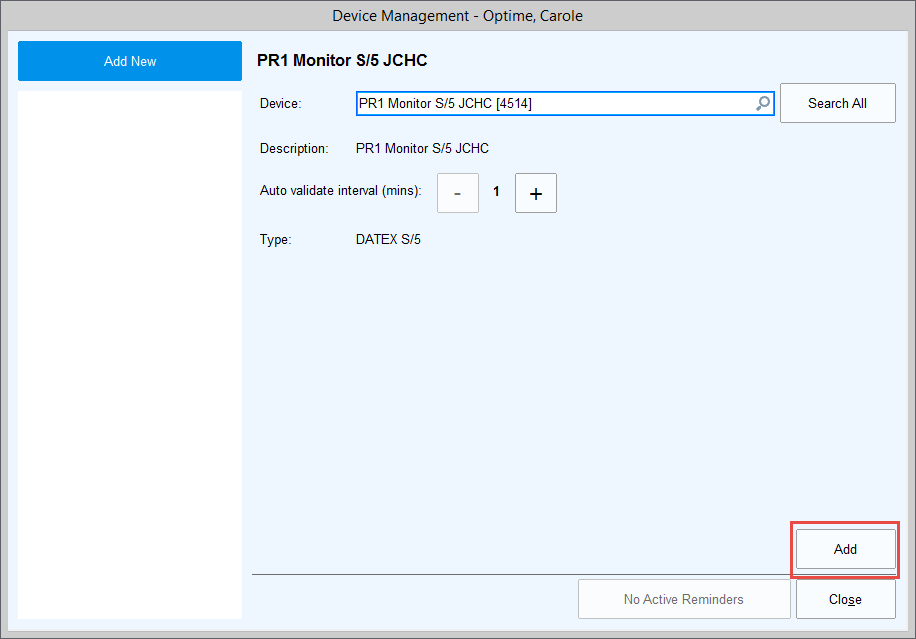 Device Management - Optime, Carole
Add New
PR1 Monitor S/5 JCHC
Device:
PR1 Monitor S/5 JCHC [4514]
Search All
Description:
PR1 Monitor S/5 JCHC
Auto validate interval (mins):
-
1
+
Type:
DATEX S/5
Add
No Active Reminders
Close